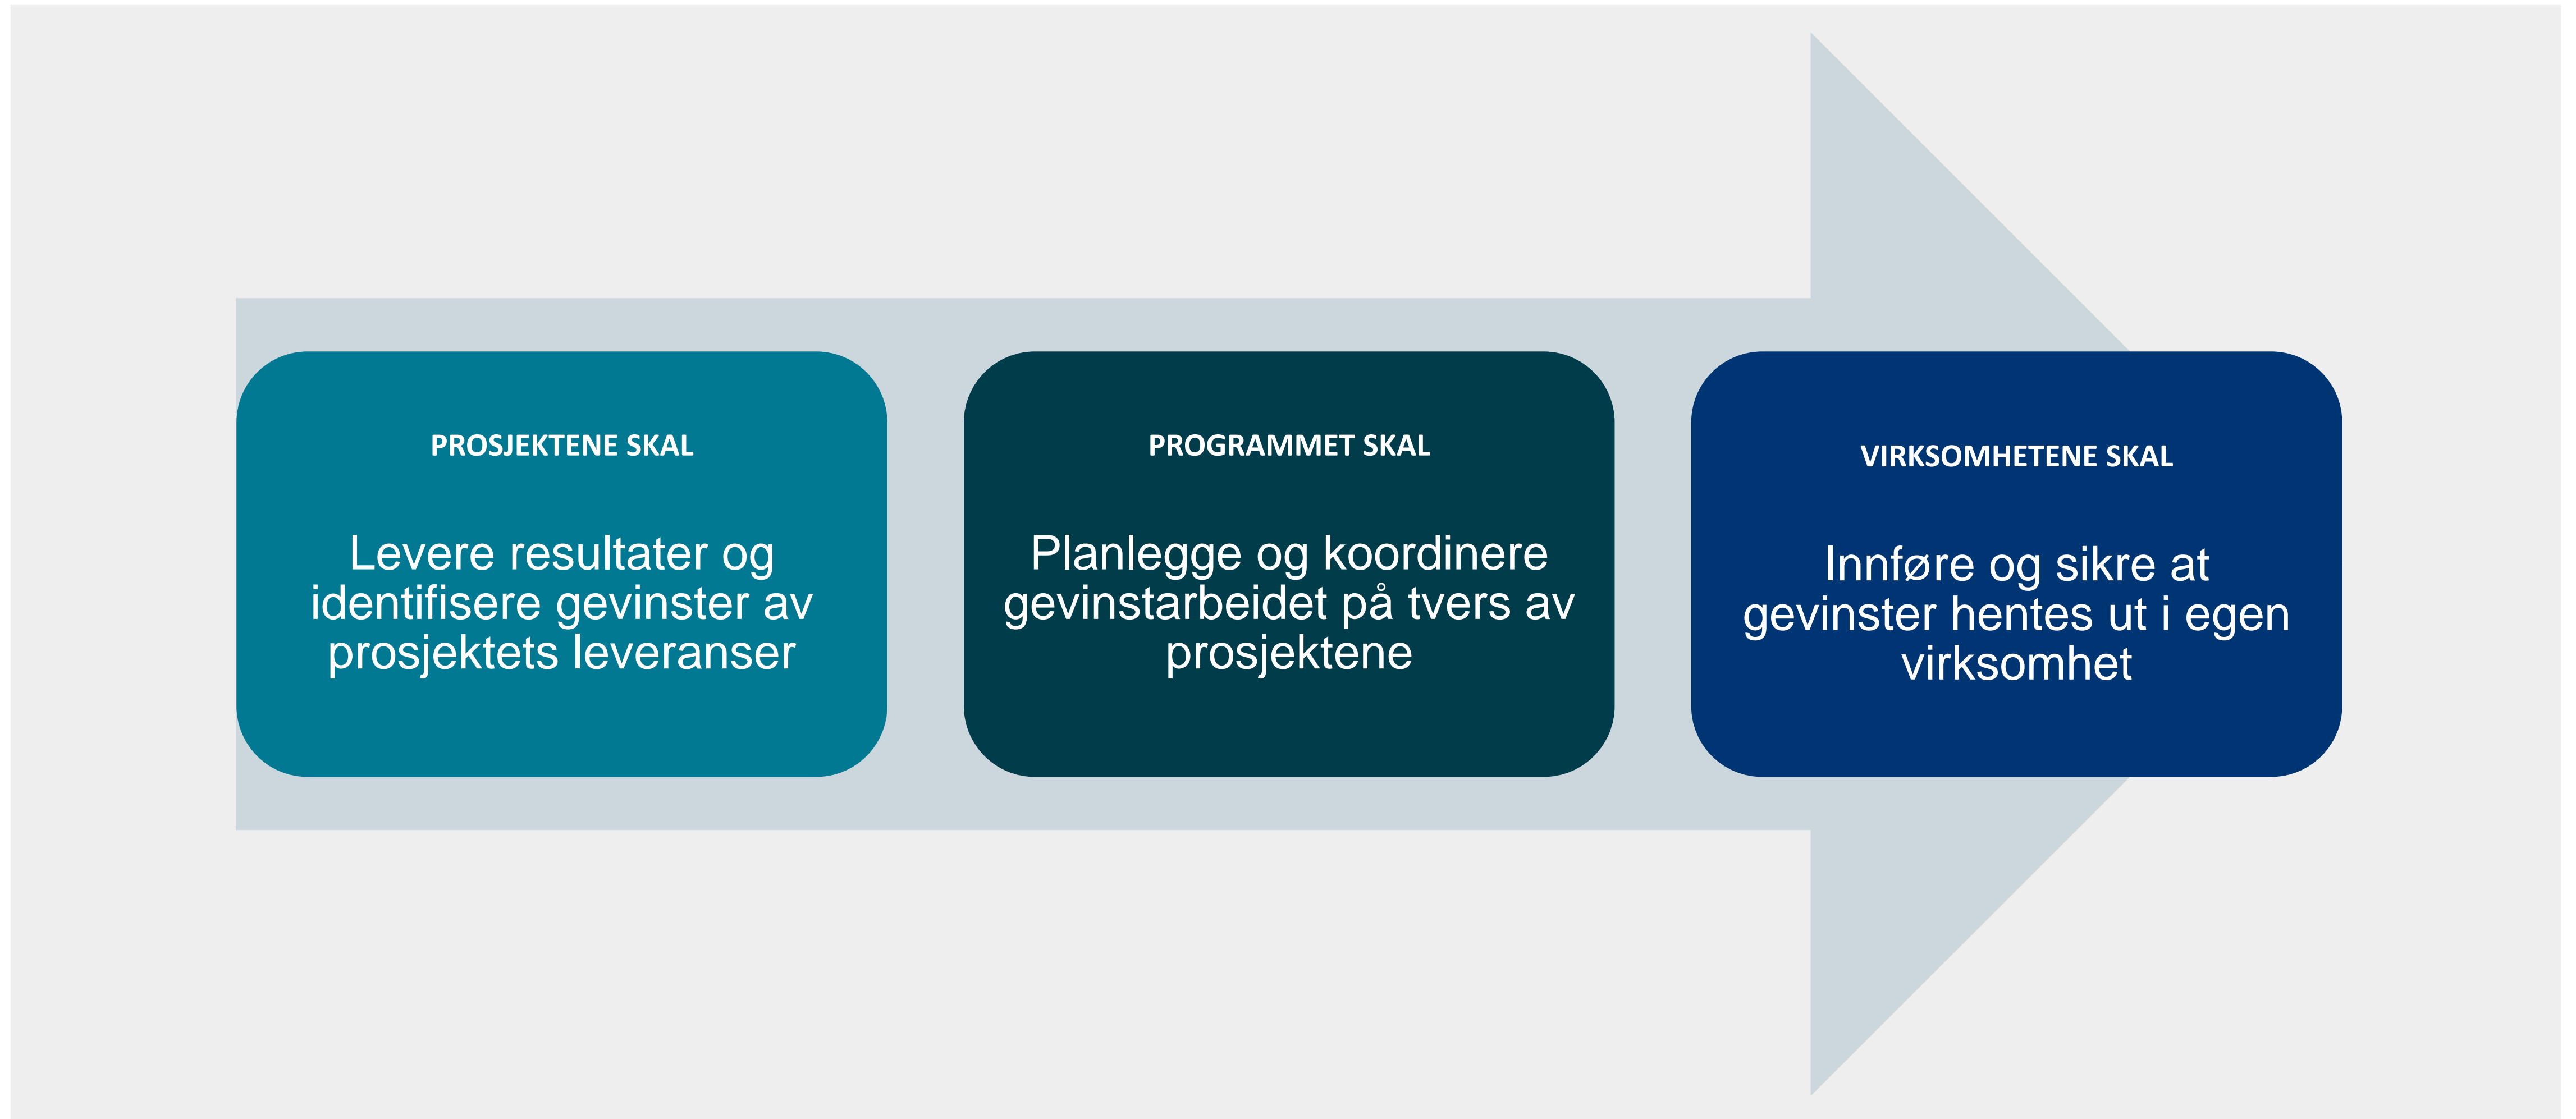 PROSJEKTENE SKAL
Levere resultater og
identifisere gevinster av
prosjektets leveranser
PROGRAMMET SKAL
Planlegge og koordinere
gevinstarbeidet på tvers av
prosjektene
VIRKSOMHETENE SKAL
Innføre og sikre at
gevinster hentes ut i egen
virksomhet